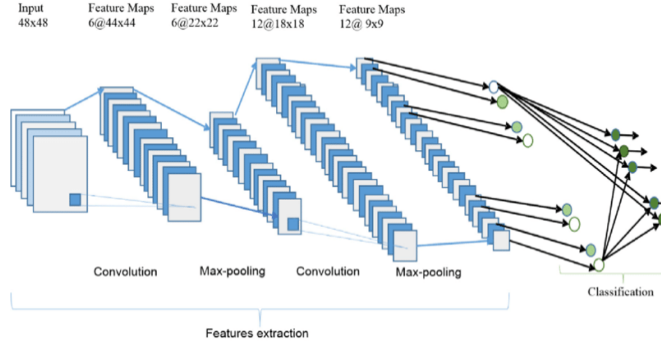 Input
48x48
Feature Maps
6@44x44
Feature Maps
6@22x22
Feature Maps
12@18x18
Feature Maps
12@ 9x9
Convolution
Max-pooling
Convolution
Max-pooling
Classification
Features extraction